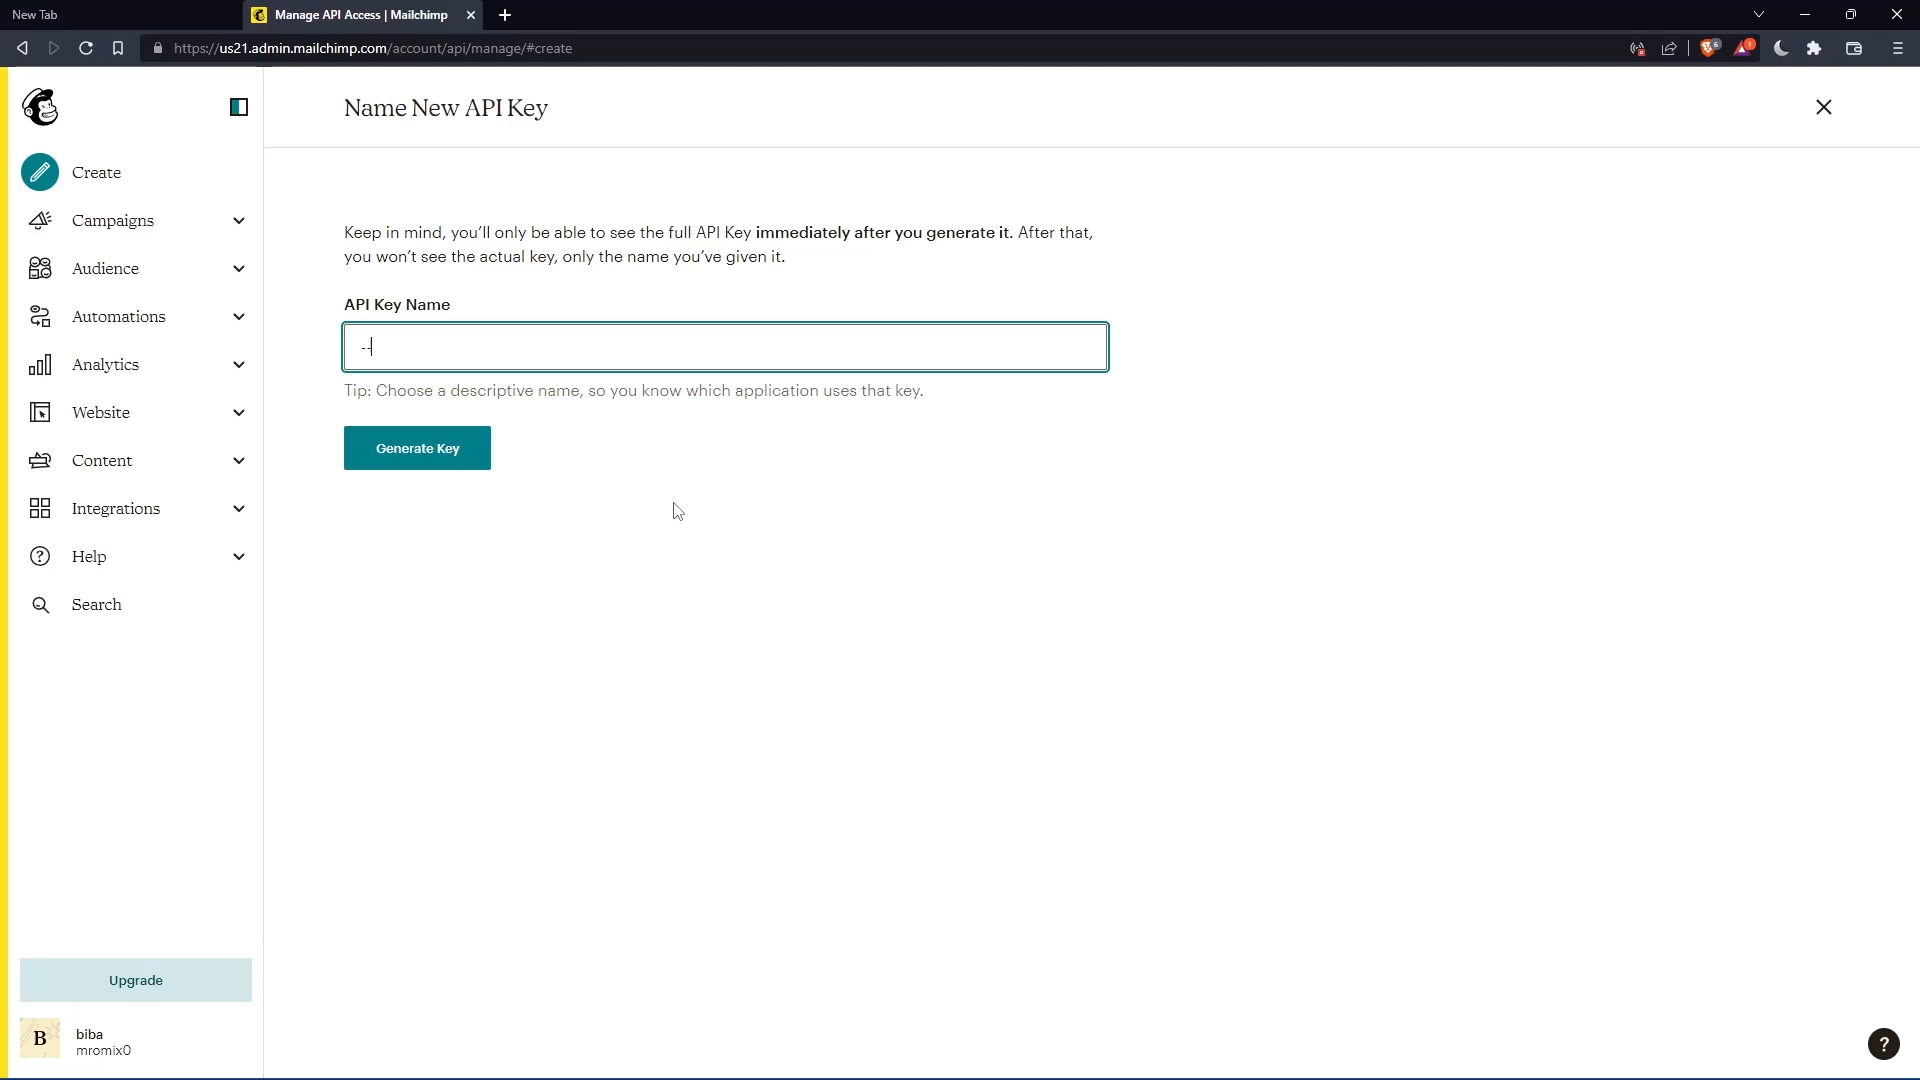 New Tab
Manage API Access | Mailchimp
https://us21.admin.mailchimp.com/account/api/manage/#create
6
1
Name New API Key
Create
Campaigns
Audience
Automations
Analytics
Website
Content
Integrations
Help
Search
Keep in mind, you'll only be able to see the full API Key immediately after you generate it. After that,
you won't see the actual key, only the name you've given it.
API Key Name
--
Tip: Choose a descriptive name, so you know which application uses that key.
Generate Key
Upgrade
B
biba
mromix0
?